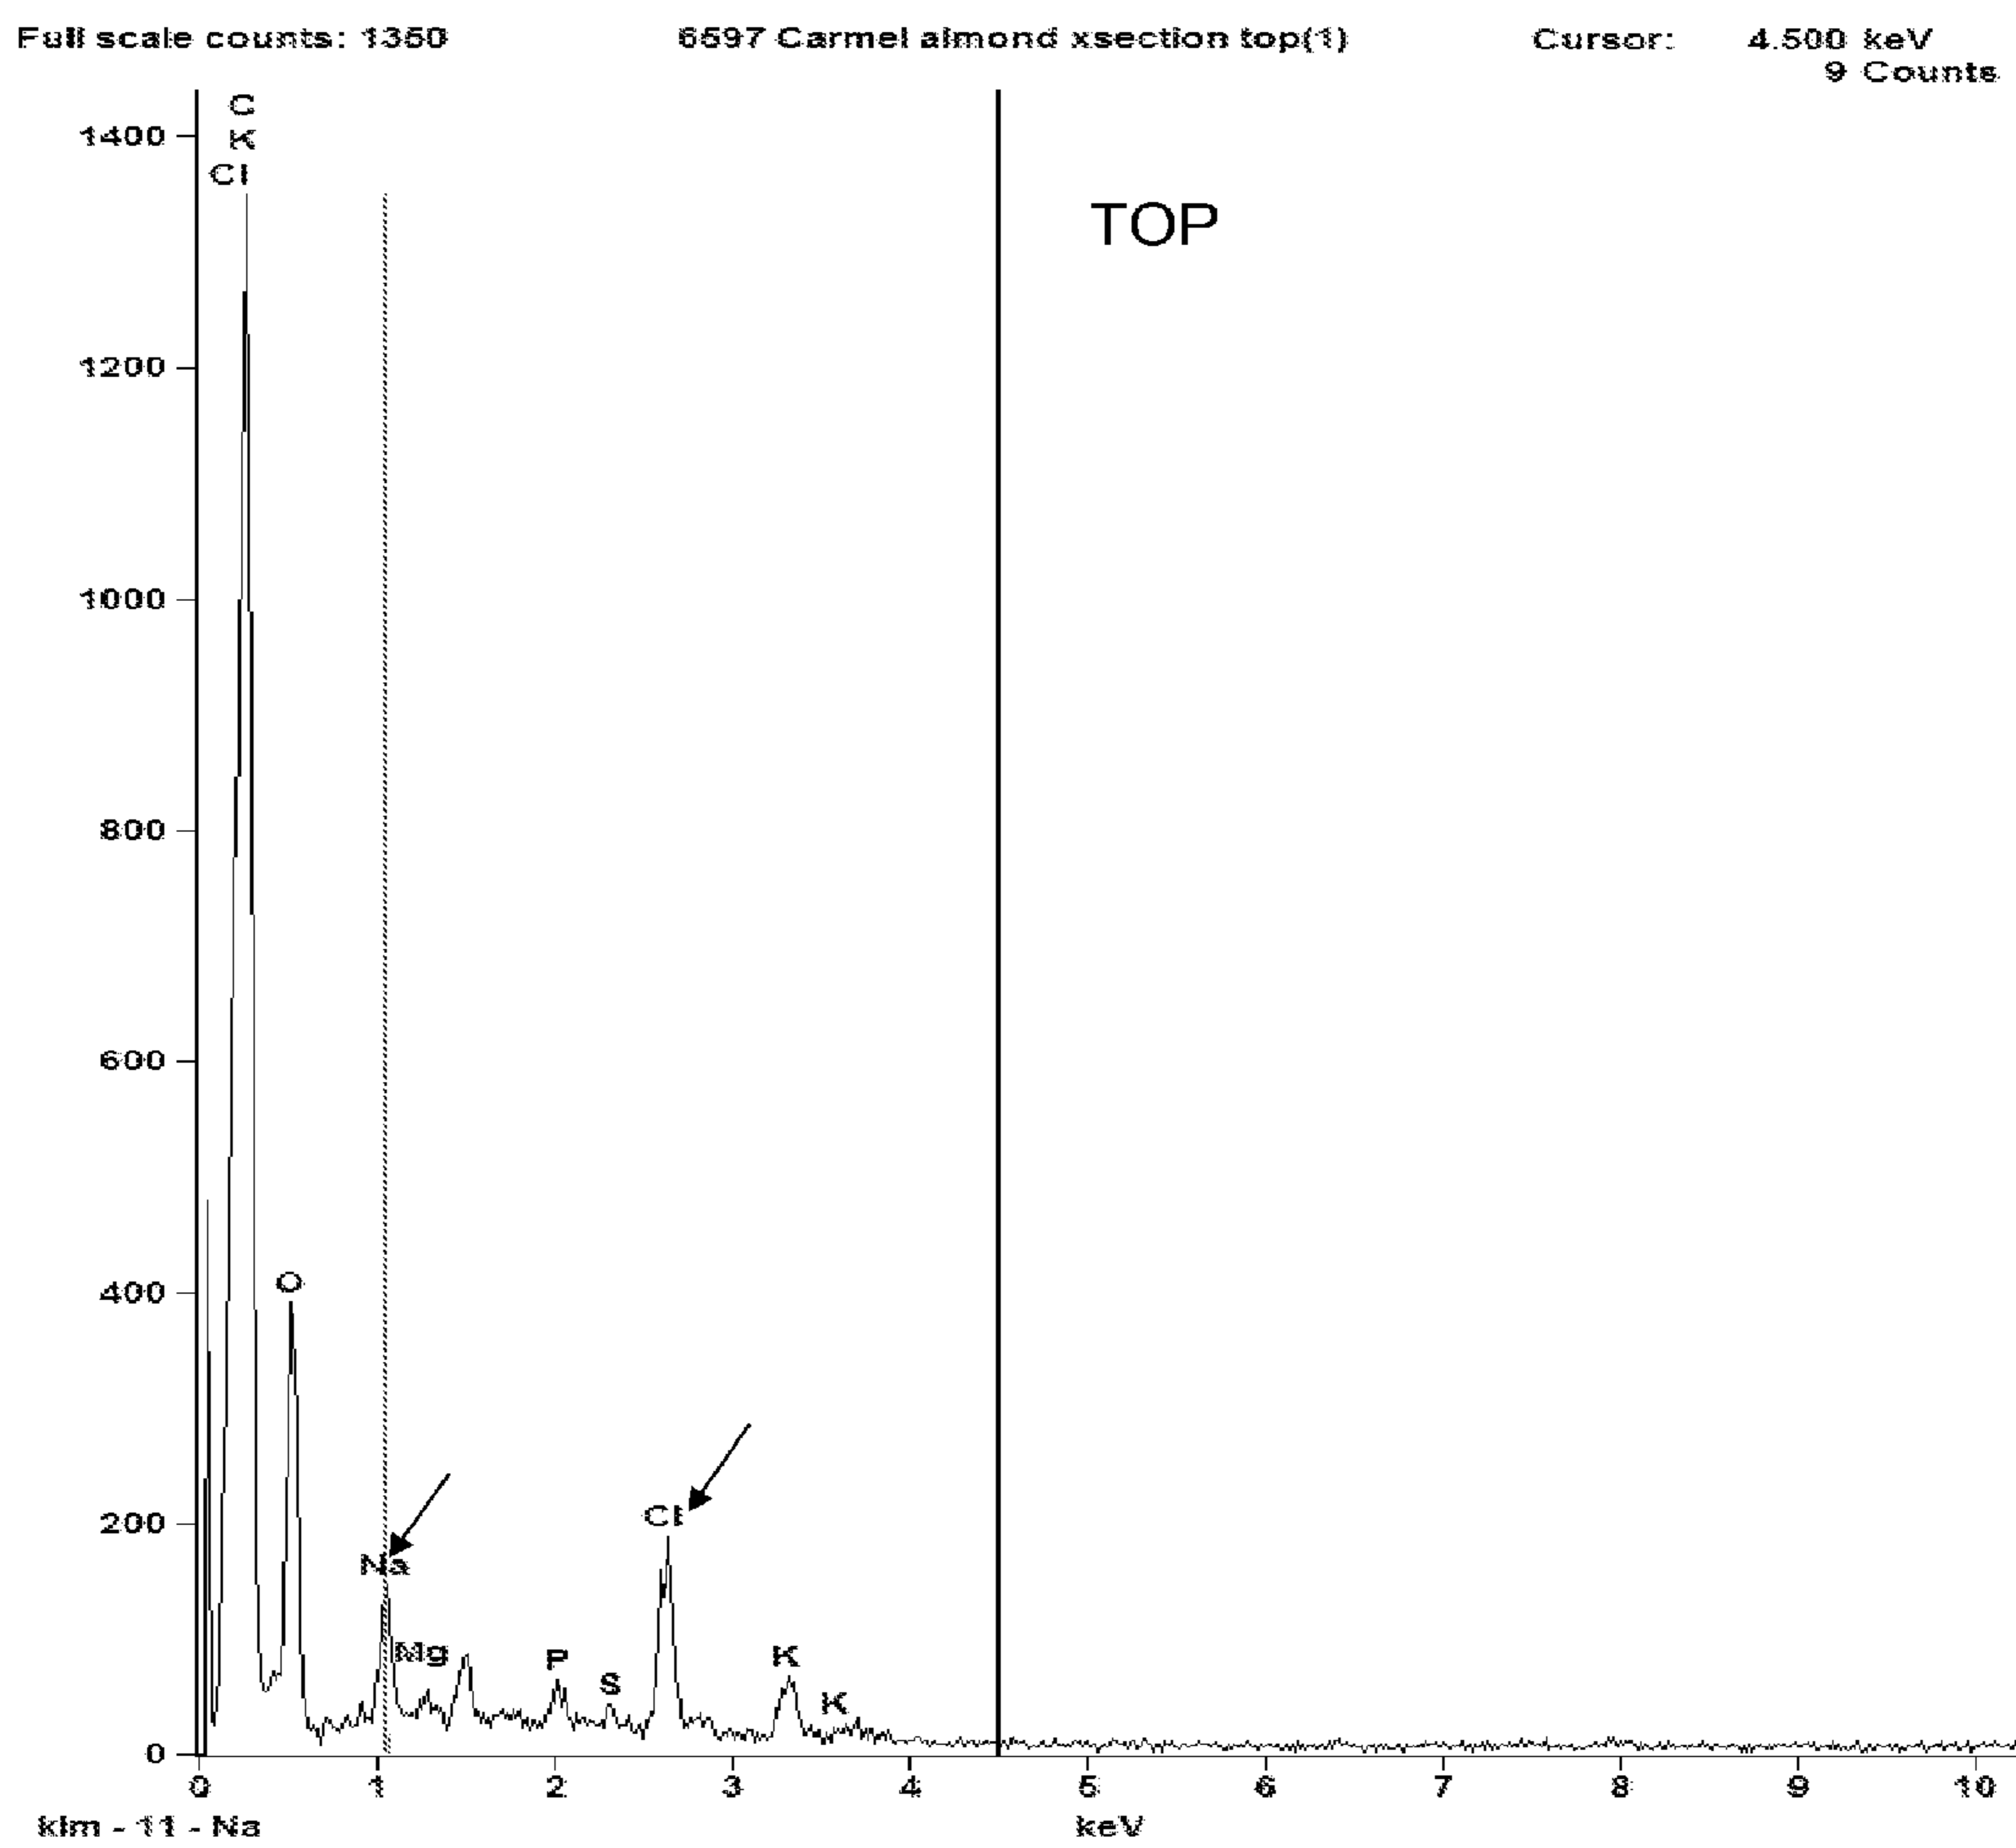 Full scale counts: 1350
6597 Carmel almond xsection top(1)
Cursor: 4.500 keV
9 Counts
C
K
Cl
1400
TOP
1200
1000
800
600
O
400
Cl
200
Na
Mg
P
S
K
K
0
0 1 2 3 4 5 6 7 8 9 10
klm - 11 - Na
keV